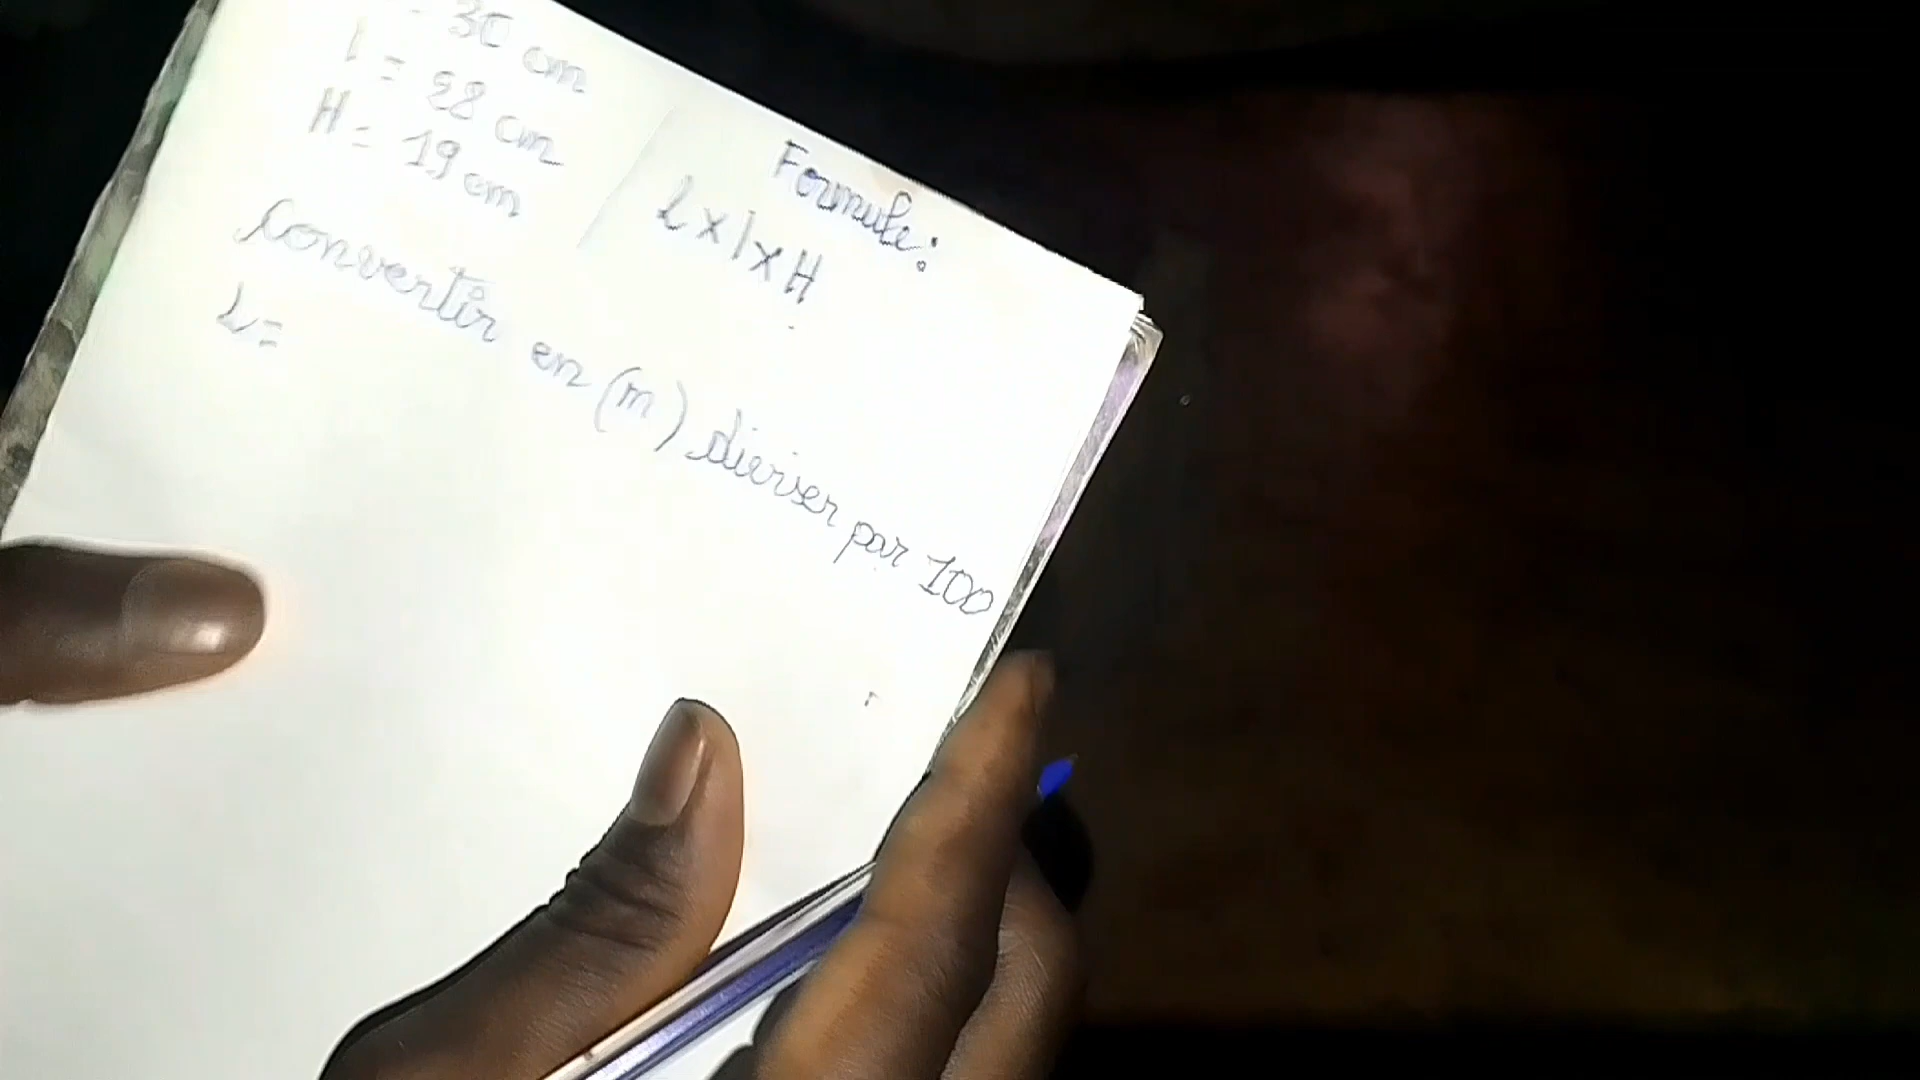 = 30 cm
l = 28 cm
H = 19 cm
Formule:
L x l x H
convertir en (m) diviser par 100
L=